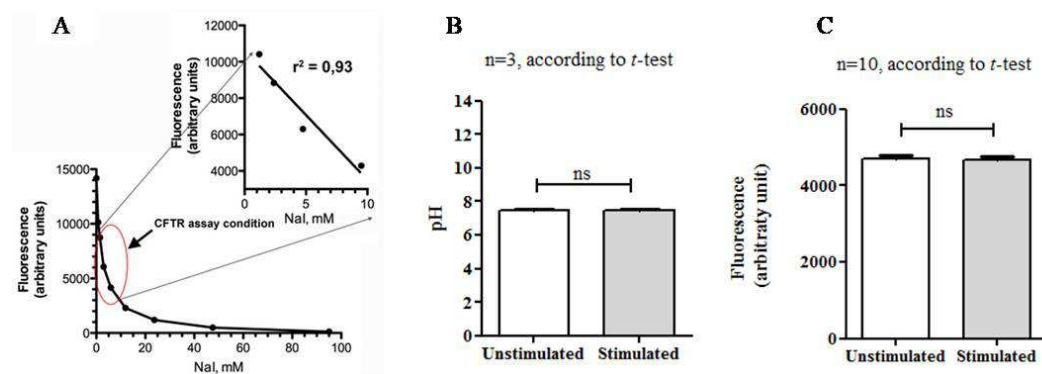 A
12000
10000
8000
6000
4000
r² = 0,93
Fluorescence
(arbitrary units)
0
5
10
NaI, mM
15000
10000
5000
0
CFTR assay condition
Fluorescence
(arbitrary units)
0
20
40
60
80
100
NaI, mM
B
n=3, according to t-test
14
12
10
8
6
4
2
0
pH
ns
Unstimulated
Stimulated
C
n=10, according to t-test
6000
4000
2000
0
Fluorescence
(arbitraty unit)
ns
Unstimulated
Stimulated